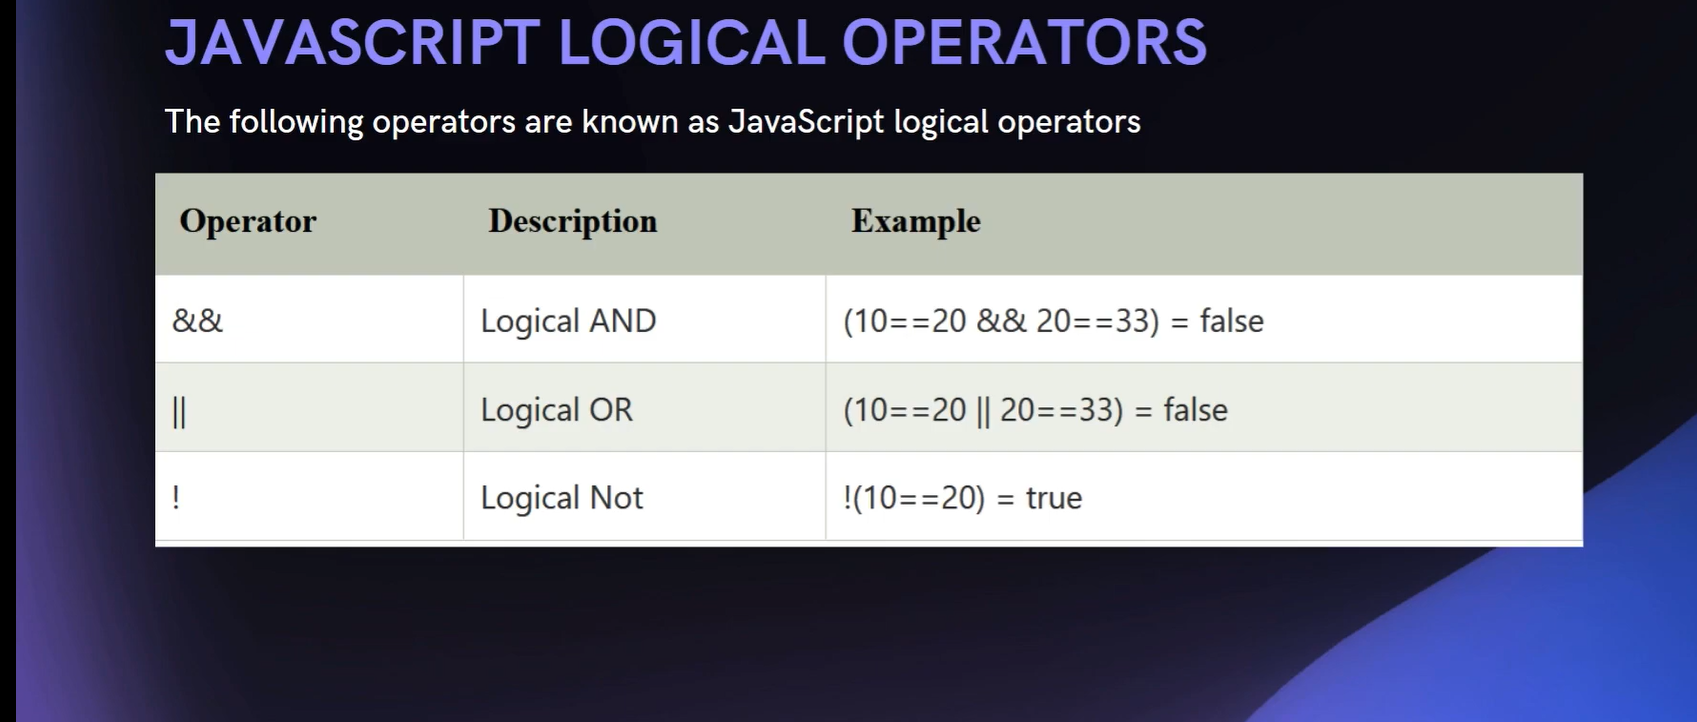 JAVASCRIPT LOGICAL OPERATORS
The following operators are known as JavaScript logical operators
Operator Description Example
&& Logical AND (10==20 && 20==33) = false
|| Logical OR (10==20 || 20==33) = false
! Logical Not !(10==20) = true